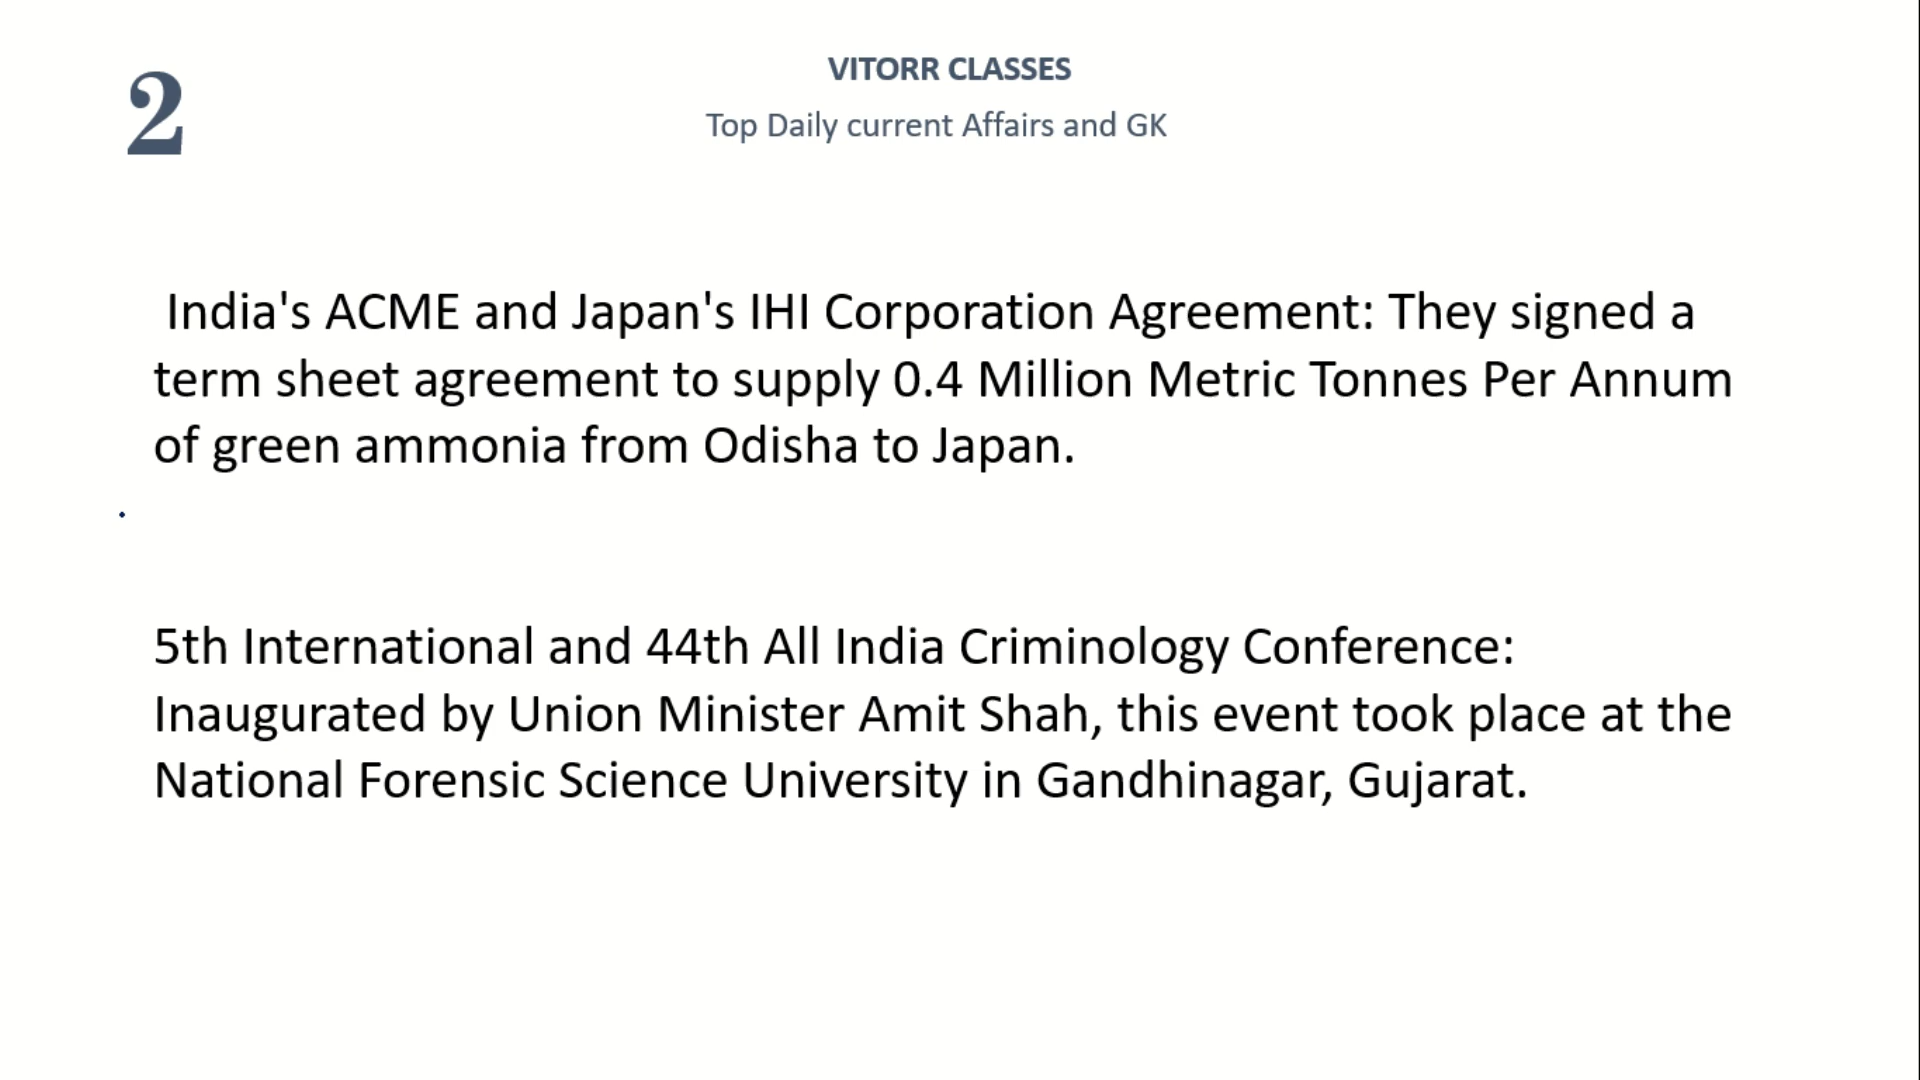 2
VITORR CLASSES
Top Daily current Affairs and GK
India's ACME and Japan's IHI Corporation Agreement: They signed a
term sheet agreement to supply 0.4 Million Metric Tonnes Per Annum
of green ammonia from Odisha to Japan.
5th International and 44th All India Criminology Conference:
Inaugurated by Union Minister Amit Shah, this event took place at the
National Forensic Science University in Gandhinagar, Gujarat.